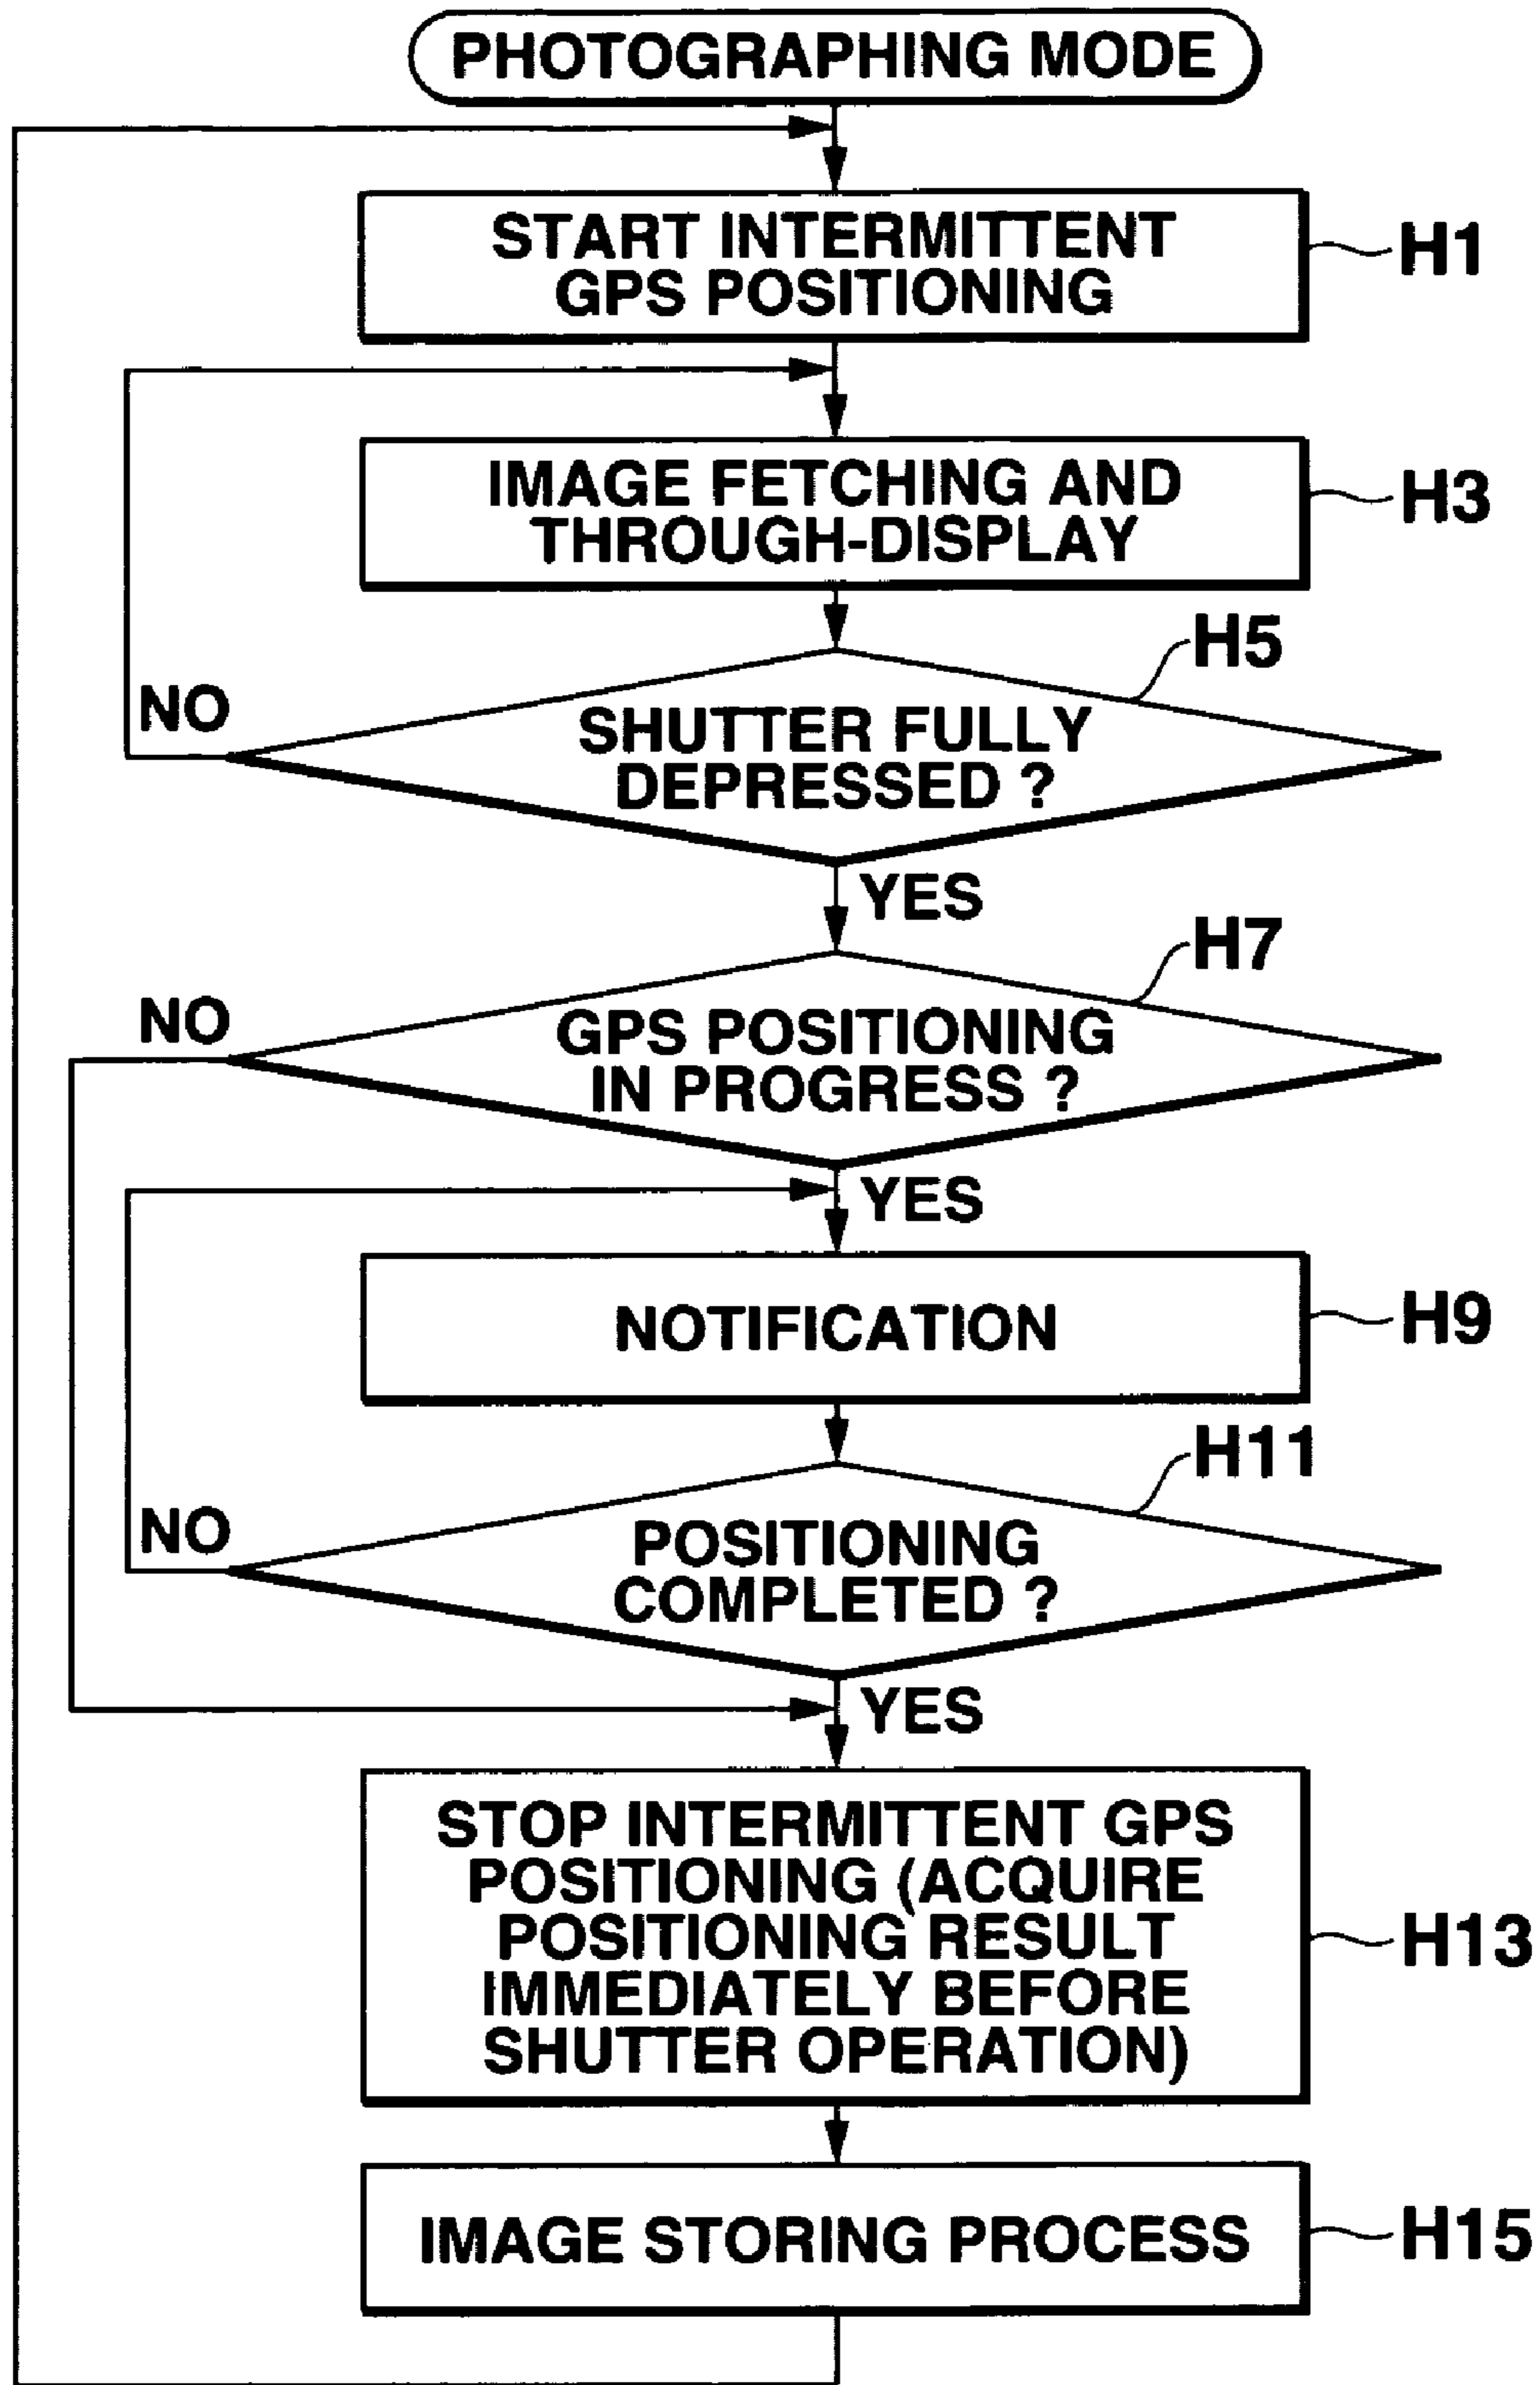 PHOTOGRAPHING MODE
START INTERMITTENT
GPS POSITIONING
H1
IMAGE FETCHING AND
THROUGH-DISPLAY
H3
H5
NO
SHUTTER FULLY
DEPRESSED ?
YES
H7
NO
GPS POSITIONING
IN PROGRESS ?
YES
NOTIFICATION
H9
H11
NO
POSITIONING
COMPLETED ?
YES
STOP INTERMITTENT GPS
POSITIONING (ACQUIRE
POSITIONING RESULT
IMMEDIATELY BEFORE
SHUTTER OPERATION)
H13
IMAGE STORING PROCESS
H15